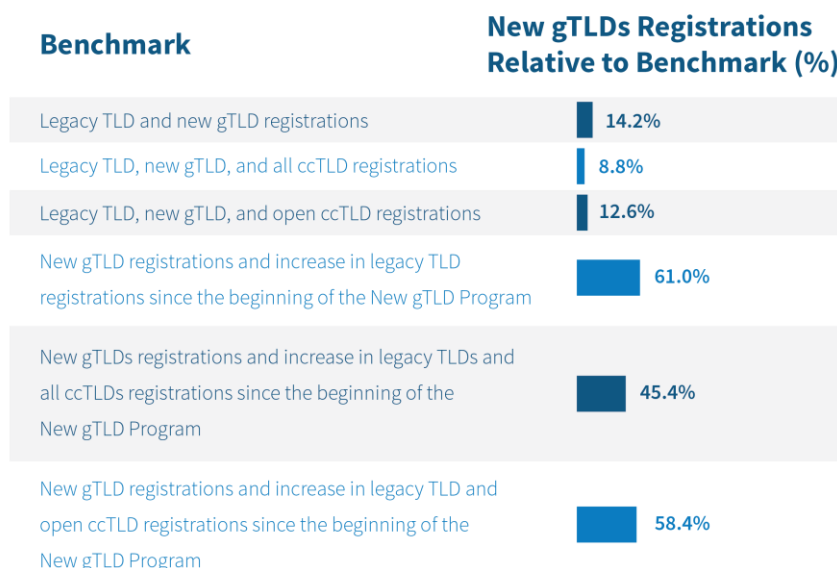 Benchmark
New gTLDs Registrations
Relative to Benchmark (%)
Legacy TLD and new gTLD registrations
14.2%
Legacy TLD, new gTLD, and all ccTLD registrations
8.8%
Legacy TLD, new gTLD, and open ccTLD registrations
12.6%
New gTLD registrations and increase in legacy TLD
registrations since the beginning of the New gTLD Program
61.0%
New gTLDs registrations and increase in legacy TLDs and
all ccTLDs registrations since the beginning of the
New gTLD Program
45.4%
New gTLD registrations and increase in legacy TLD and
open ccTLD registrations since the beginning of the
New gTLD Program
58.4%